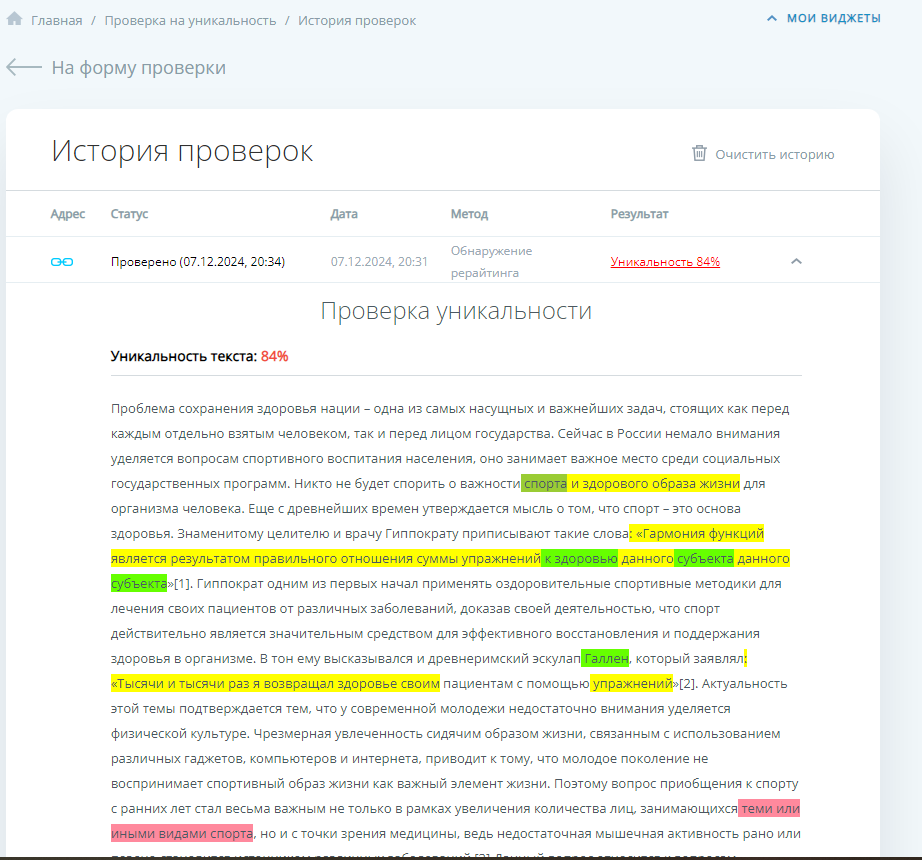 Главная / Проверка на уникальность / История проверок
МОИ ВИДЖЕТЫ
На форму проверки
История проверок
Очистить историю
Адрес Статус Дата Метод Результат
Проверено (07.12.2024, 20:34) 07.12.2024, 20:31 Обнаружение рерайтинга Уникальность 84%
Проверка уникальности
Уникальность текста: 84%
Проблема сохранения здоровья нации – одна из самых насущных и важнейших задач, стоящих как перед
каждым отдельно взятым человеком, так и перед лицом государства. Сейчас в России немало внимания
уделяется вопросам спортивного воспитания населения, оно занимает важное место среди социальных
государственных программ. Никто не будет спорить о важности спорта и здорового образа жизни для
организма человека. Еще с древнейших времен утверждается мысль о том, что спорт – это основа
здоровья. Знаменитому целителю и врачу Гиппократу приписывают такие слова: «Гармония функций
является результатом правильного отношения суммы упражнений к здоровью данного субъекта данного
субъекта»[1]. Гиппократ одним из первых начал применять оздоровительные спортивные методики для
лечения своих пациентов от различных заболеваний, доказав своей деятельностью, что спорт
действительно является значительным средством для эффективного восстановления и поддержания
здоровья в организме. В тон ему высказывался и древнеримский эскулап Галлен, который заявлял:
«Тысячи и тысячи раз я возвращал здоровье своим пациентам с помощью упражнений»[2]. Актуальность
этой темы подтверждается тем, что у современной молодежи недостаточно внимания уделяется
физической культуре. Чрезмерная увлеченность сидячим образом жизни, связанным с использованием
различных гаджетов, компьютеров и интернета, приводит к тому, что молодое поколение не
воспринимает спортивный образ жизни как важный элемент жизни. Поэтому вопрос приобщения к спорту
с ранних лет стал весьма важным не только в рамках увеличения количества лиц, занимающихся теми или
иными видами спорта, но и с точки зрения медицины, ведь недостаточная мышечная активность рано или